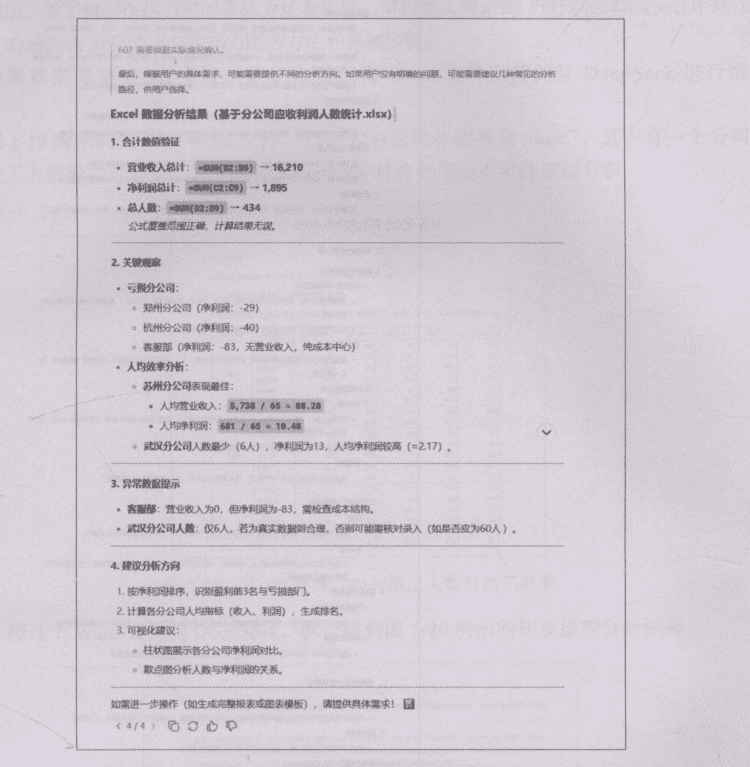 607 需要根据实际情况确认。
最后，根据用户的具体需求，可能需要提供不同的分析方向，如果用户没有明确的问题，可能需要建议几种常见的分析
路径，供用户选择。
Excel 数据分析结果（基于分公司应收利润人数统计.xlsx）
1. 合计数值验证
• 营业收入总计： =SUM(B2:B9) → 16,210
• 净利润总计： =SUM(C2:C9) → 1,895
• 总人数： =SUM(D2:D9) → 434
公式覆盖范围正确，计算结果无误。
2. 关键观察
• 亏损分公司：
◦ 郑州分公司（净利润：-29）
◦ 杭州分公司（净利润：-40）
◦ 客服部（净利润：-83，无营业收入，纯成本中心）
• 人均效率分析：
◦ 苏州分公司表现最佳：
• 人均营业收入： 5,738 / 65 ≈ 88.28
• 人均净利润： 681 / 65 ≈ 10.48
◦ 武汉分公司人数最少（6人），净利润为13，人均净利润较高（≈2.17）。
3. 异常数据提示
• 客服部：营业收入为0，但净利润为-83，需检查成本结构。
• 武汉分公司人数：仅6人，若为真实数据则合理，否则可能需核对录入（如是否应为60人）。
4. 建议分析方向
1. 按净利润排序，识别盈利前3名与亏损部门。
2. 计算各分公司人均指标（收入、利润），生成排名。
3. 可视化建议：
◦ 柱状图展示各分公司净利润对比。
◦ 散点图分析人数与净利润的关系。
如需进一步操作（如生成完整报表或图表模板），请提供具体需求！
< 4 / 4 >